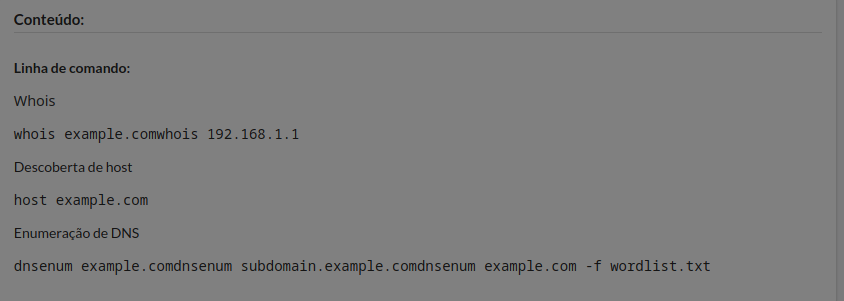 Conteúdo:
Linha de comando:
Whois
whois example.comwhois 192.168.1.1
Descoberta de host
host example.com
Enumeração de DNS
dnsenum example.comdnsenum subdomain.example.comdnsenum example.com -f wordlist.txt